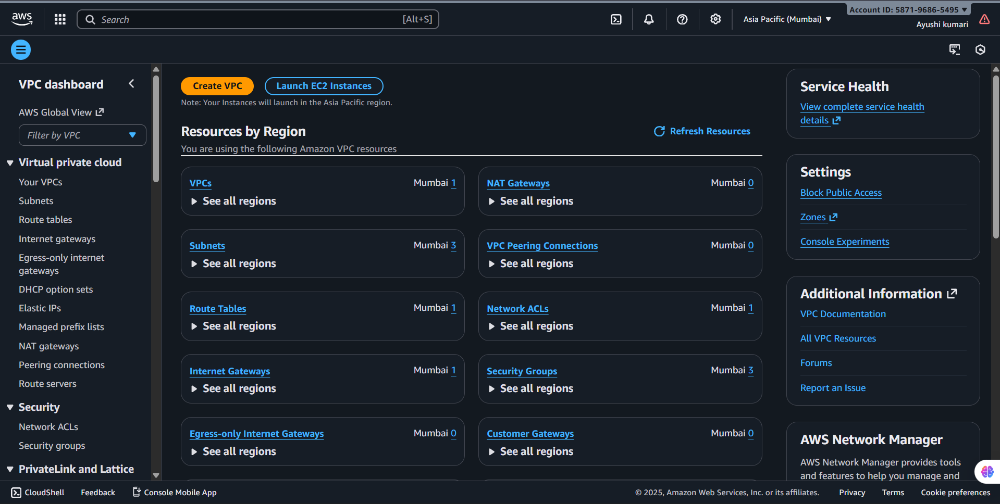 aws
Search
[Alt+S]
Asia Pacific (Mumbai)
Account ID: 5871-9686-5495
Ayushi kumari
VPC dashboard
AWS Global View
Filter by VPC
Virtual private cloud
Your VPCs
Subnets
Route tables
Internet gateways
Egress-only internet
gateways
DHCP option sets
Elastic IPs
Managed prefix lists
NAT gateways
Peering connections
Route servers
Security
Network ACLs
Security groups
PrivateLink and Lattice
Create VPC
Launch EC2 Instances
Note: Your Instances will launch in the Asia Pacific region.
Resources by Region
Refresh Resources
You are using the following Amazon VPC resources
VPCs
Mumbai 1
See all regions
NAT Gateways
Mumbai 0
See all regions
Subnets
Mumbai 3
See all regions
VPC Peering Connections
Mumbai 0
See all regions
Route Tables
Mumbai 1
See all regions
Network ACLs
Mumbai 1
See all regions
Internet Gateways
Mumbai 1
See all regions
Security Groups
Mumbai 3
See all regions
Egress-only Internet Gateways
Mumbai 0
See all regions
Customer Gateways
Mumbai 0
See all regions
Service Health
View complete service health
details
Settings
Block Public Access
Zones
Console Experiments
Additional Information
VPC Documentation
All VPC Resources
Forums
Report an Issue
AWS Network Manager
AWS Network Manager provides tools
and features to help you manage and
CloudShell
Feedback
Console Mobile App
© 2025, Amazon Web Services, Inc. or its affiliates.
Privacy
Terms
Cookie preferences